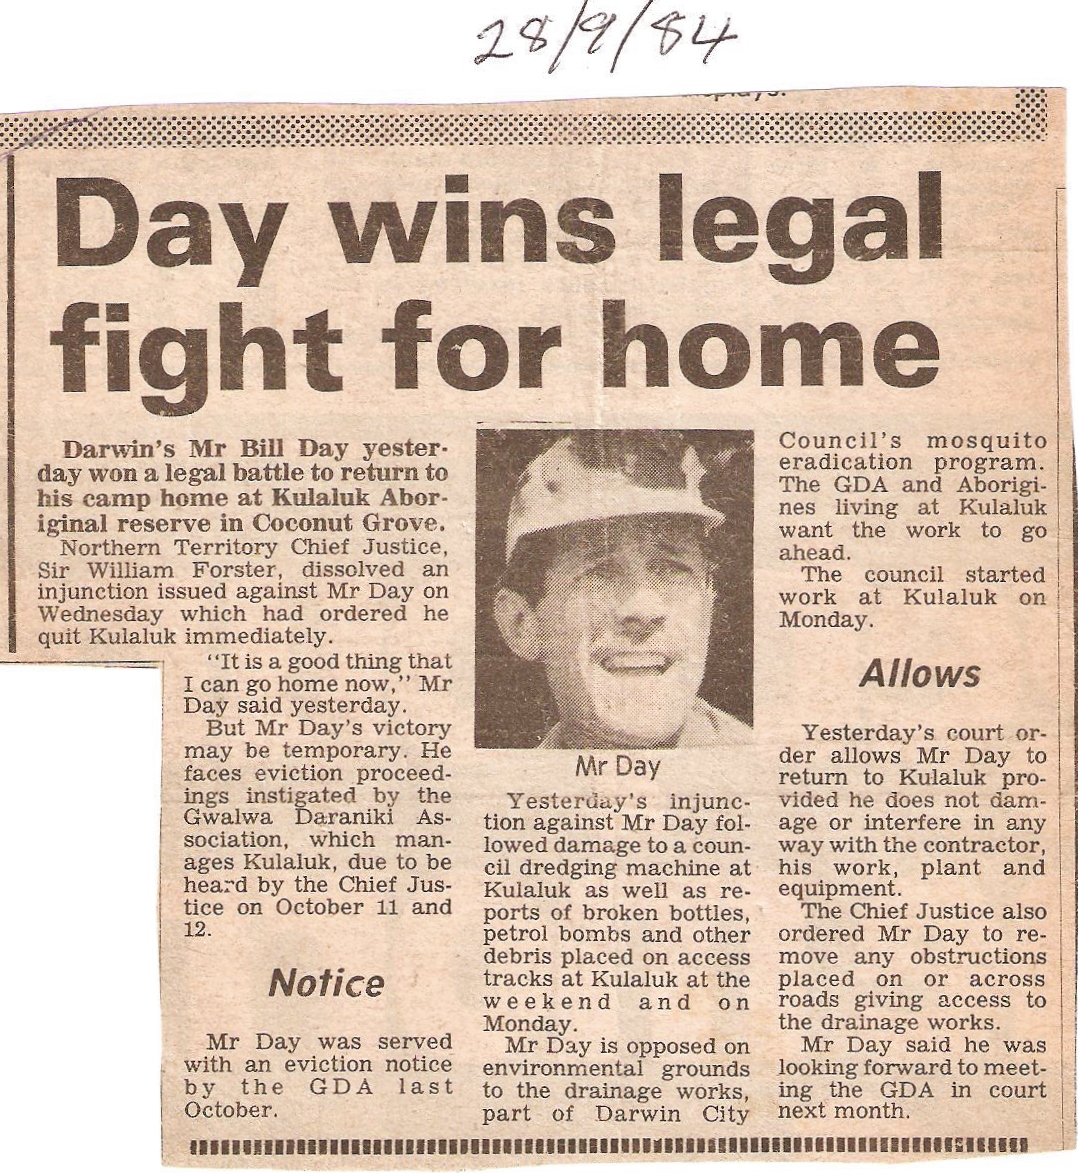 28/9/84
Day wins legal
fight for home
Darwin's Mr Bill Day yester-
day won a legal battle to return to
his camp home at Kulaluk Abor-
iginal reserve in Coconut Grove.
Northern Territory Chief Justice,
Sir William Forster, dissolved an
injunction issued against Mr Day on
Wednesday which had ordered he
quit Kulaluk immediately.
"It is a good thing that
I can go home now," Mr
Day said yesterday.
But Mr Day's victory
may be temporary. He
faces eviction proceed-
ings instigated by the
Gwalwa Daraniki As-
sociation, which man-
ages Kulaluk, due to be
heard by the Chief Jus-
tice on October 11 and
12.
Notice
Mr Day was served
with an eviction notice
by the GDA last
October.
Mr Day
Yesterday's injunc-
tion against Mr Day fol-
lowed damage to a coun-
cil dredging machine at
Kulaluk as well as re-
ports of broken bottles,
petrol bombs and other
debris placed on access
tracks at Kulaluk at the
weekend and on
Monday.
Mr Day is opposed on
environmental grounds
to the drainage works,
part of Darwin City
Council's mosquito
eradication program.
The GDA and Aborigi-
nes living at Kulaluk
want the work to go
ahead.
The council started
work at Kulaluk on
Monday.
Allows
Yesterday's court or-
der allows Mr Day to
return to Kulaluk pro-
vided he does not dam-
age or interfere in any
way with the contractor,
his work, plant and
equipment.
The Chief Justice also
ordered Mr Day to re-
move any obstructions
placed on or across
roads giving access to
the drainage works.
Mr Day said he was
looking forward to meet-
ing the GDA in court
next month.